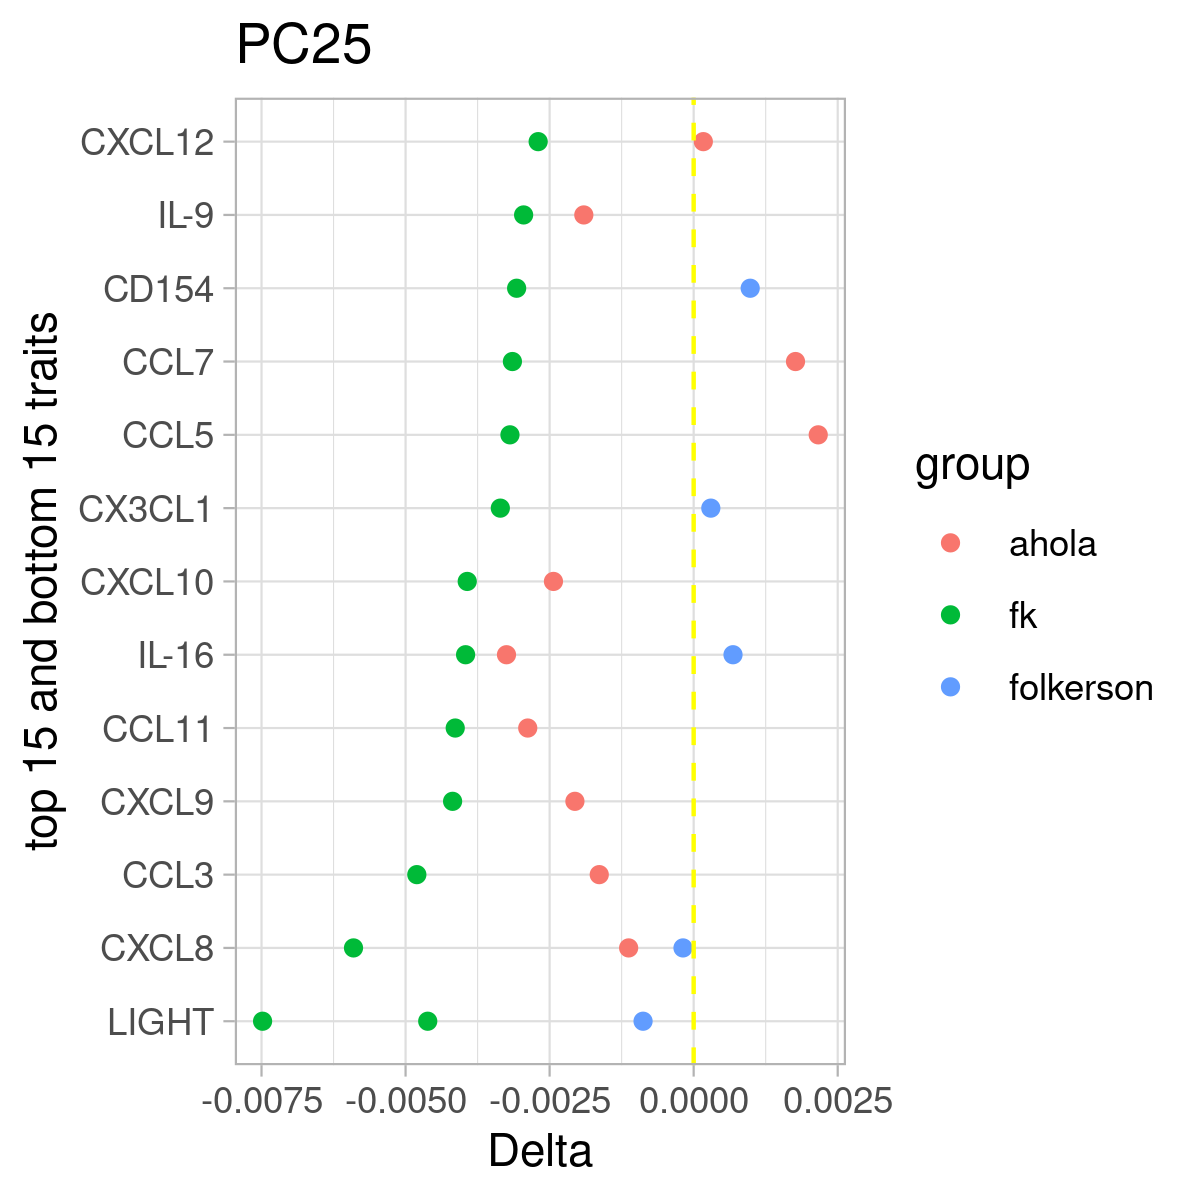 PC25
top 15 and bottom 15 traits
CXCL12
IL-9
CD154
CCL7
CCL5
CX3CL1
CXCL10
IL-16
CCL11
CXCL9
CCL3
CXCL8
LIGHT
-0.0075 -0.0050 -0.0025 0.0000 0.0025
Delta
group
ahola
fk
folkerson